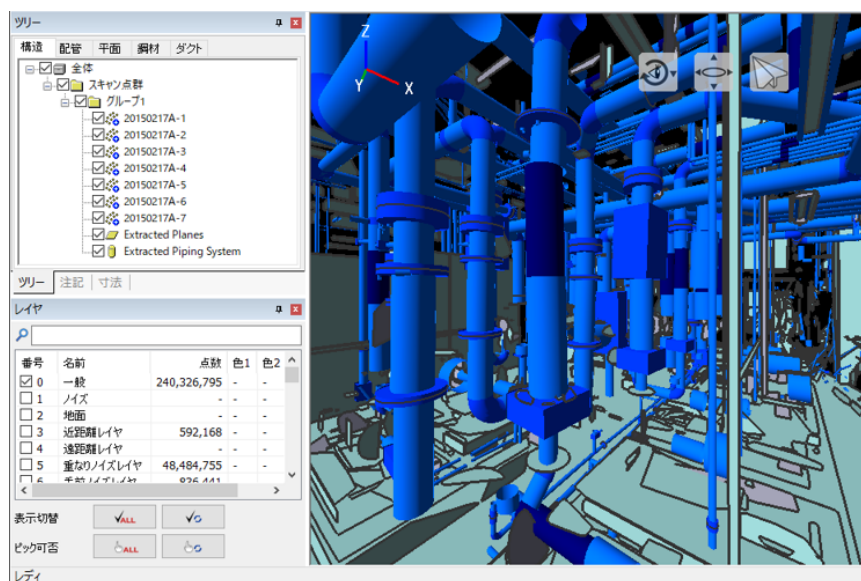 ツリー
構造 配管 平面 鋼材 ダクト
全体
スキャン点群
グループ1
20150217A-1
20150217A-2
20150217A-3
20150217A-4
20150217A-5
20150217A-6
20150217A-7
Extracted Planes
Extracted Piping System
ツリー 注記 寸法
レイヤ
番号 名前 点数 色1 色2
0 一般 240,326,795 - -
1 ノイズ - - -
2 地面 - - -
3 近距離レイヤ 592,168 - -
4 遠距離レイヤ - - -
5 重なりノイズレイヤ 48,484,755 - -
表示切替 ALL
ピック可否 ALL
レディ
Z
Y X